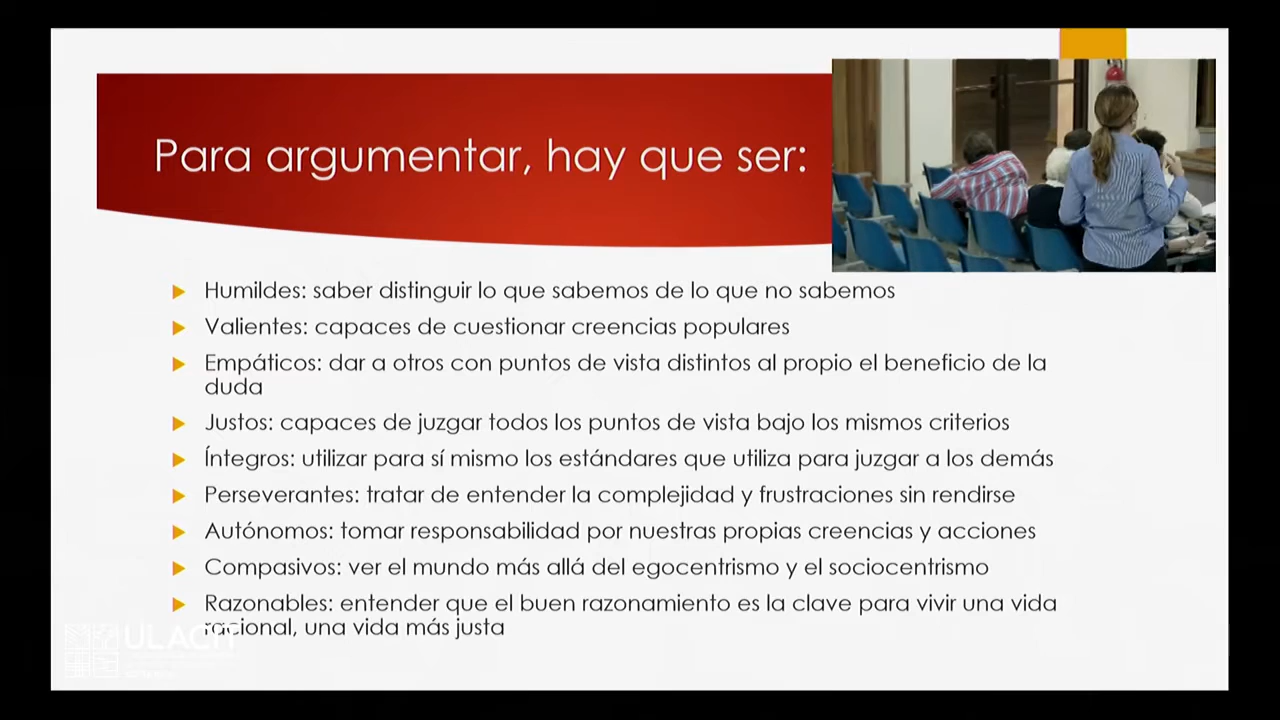 Para argumentar, hay que ser:
Humildes: saber distinguir lo que sabemos de lo que no sabemos
Valientes: capaces de cuestionar creencias populares
Empáticos: dar a otros con puntos de vista distintos al propio el beneficio de la
duda
Justos: capaces de juzgar todos los puntos de vista bajo los mismos criterios
Íntegros: utilizar para sí mismo los estándares que utiliza para juzgar a los demás
Perseverantes: tratar de entender la complejidad y frustraciones sin rendirse
Autónomos: tomar responsabilidad por nuestras propias creencias y acciones
Compasivos: ver el mundo más allá del egocentrismo y el sociocentrismo
Razonables: entender que el buen razonamiento es la clave para vivir una vida
racional, una vida más justa
ULACIT